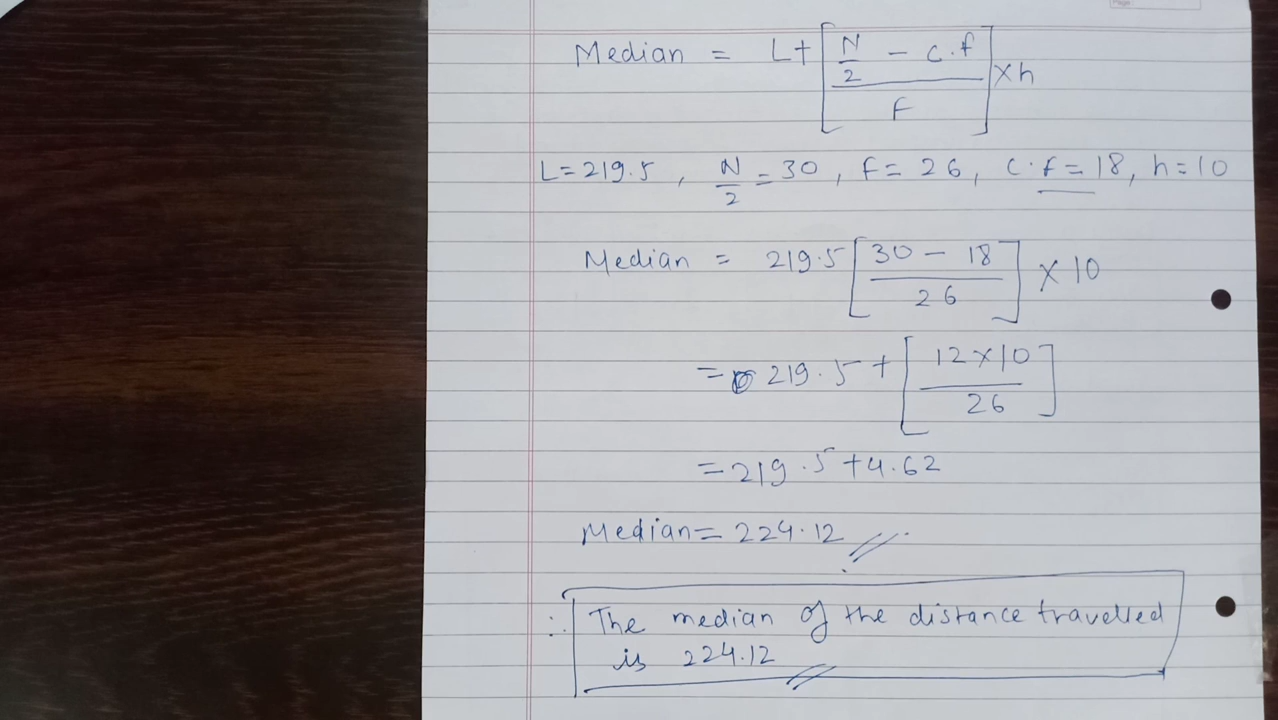 Page
Median = L+[N/2 - c.f / F] × h
L=219.5, N/2 = 30, f= 26, c.f = 18, h=10
Median = 219.5 [30 - 18 / 26] × 10
= 219.5 + [12×10 / 26]
= 219.5 +4.62
Median = 224.12
∴ The median of the distance travelled
is 224.12